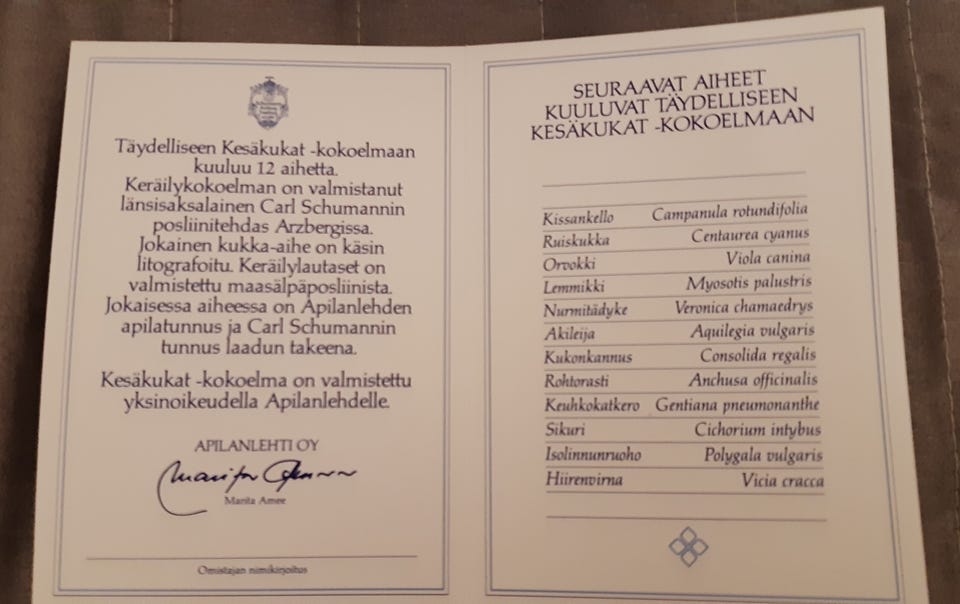 Täydelliseen Kesäkukat -kokoelmaan
kuuluu 12 aihetta.
Keräilykokoelman on valmistanut
länsisaksalainen Carl Schumannin
posliinitehdas Arzbergissa.
Jokainen kukka-aihe on käsin
litografoitu. Keräilylautaset on
valmistettu maasälpäposliinista.
Jokaisessa aiheessa on Apilanlehden
apilatunnus ja Carl Schumannin
tunnus laadun takeena.
Kesäkukat -kokoelma on valmistettu
yksinoikeudella Apilanlehdelle.
APILANLEHTI OY
Marita Amee
Marita Amee
Omistajan nimikirjoitus
SEURAAVAT AIHEET
KUULUVAT TÄYDELLISEEN
KESÄKUKAT -KOKOELMAAN
Kissankello Campanula rotundifolia
Ruiskukka Centaurea cyanus
Orvokki Viola canina
Lemmikki Myosotis palustris
Nurmitädyke Veronica chamaedrys
Akileija Aquilegia vulgaris
Kukonkannus Consolida regalis
Rohtorasti Anchusa officinalis
Keuhkokatkero Gentiana pneumonanthe
Sikuri Cichorium intybus
Isolinnunruoho Polygala vulgaris
Hiirenvirna Vicia cracca